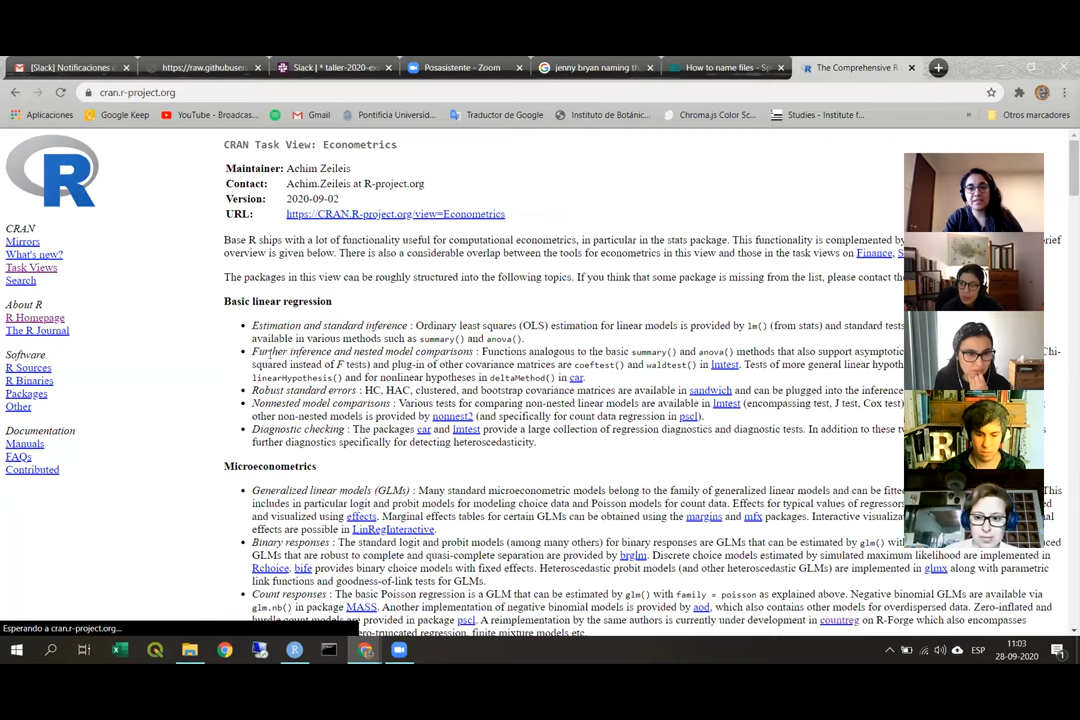 [Slack] Notificaciones d
https://raw.githubuserc
Slack | * taller-2020-ex
Posasistente - Zoom
jenny bryan naming th
How to name files - Sp
The Comprehensive R
cran.r-project.org
Aplicaciones
Google Keep
YouTube - Broadcas...
Gmail
Pontificia Universid...
Traductor de Google
Instituto de Botánic...
Chroma.js Color Sc...
Studies - Institute f...
»
Otros marcadores
R
CRAN
Mirrors
What's new?
Task Views
Search
About R
R Homepage
The R Journal
Software
R Sources
R Binaries
Packages
Other
Documentation
Manuals
FAQs
Contributed
CRAN Task View: Econometrics
Maintainer: Achim Zeileis
Contact: Achim.Zeileis at R-project.org
Version: 2020-09-02
URL: https://CRAN.R-project.org/view=Econometrics
Base R ships with a lot of functionality useful for computational econometrics, in particular in the stats package. This functionality is complemented by rief
overview is given below. There is also a considerable overlap between the tools for econometrics in this view and those in the task views on Finance, S
The packages in this view can be roughly structured into the following topics. If you think that some package is missing from the list, please contact the
Basic linear regression
Estimation and standard inference : Ordinary least squares (OLS) estimation for linear models is provided by lm() (from stats) and standard tests
available in various methods such as summary() and anova().
Further inference and nested model comparisons : Functions analogous to the basic summary() and anova() methods that also support asymptotic Chi-
squared instead of F tests) and plug-in of other covariance matrices are coeftest() and waldtest() in lmtest. Tests of more general linear hypoth
linearHypothesis() and for nonlinear hypotheses in deltaMethod() in car.
Robust standard errors : HC, HAC, clustered, and bootstrap covariance matrices are available in sandwich and can be plugged into the inference
Nonnested model comparisons : Various tests for comparing non-nested linear models are available in lmtest (encompassing test, J test, Cox test)
other non-nested models is provided by nonnest2 (and specifically for count data regression in pscl).
Diagnostic checking : The packages car and lmtest provide a large collection of regression diagnostics and diagnostic tests. In addition to these tw
further diagnostics specifically for detecting heteroscedasticity.
Microeconometrics
Generalized linear models (GLMs) : Many standard microeconometric models belong to the family of generalized linear models and can be fitted This
includes in particular logit and probit models for modeling choice data and Poisson models for count data. Effects for typical values of regressors
and visualized using effects. Marginal effects tables for certain GLMs can be obtained using the margins and mfx packages. Interactive visualiza onal
effects are possible in LinRegInteractive.
Binary responses : The standard logit and probit models (among many others) for binary responses are GLMs that can be estimated by glm() wi uced
GLMs that are robust to complete and quasi-complete separation are provided by brglm. Discrete choice models estimated by simulated maximum likelihood are implemented in
Rchoice. bife provides binary choice models with fixed effects. Heteroscedastic probit models (and other heteroscedastic GLMs) are implemented in glmx along with parametric
link functions and goodness-of-link tests for GLMs.
Count responses : The basic Poisson regression is a GLM that can be estimated by glm() with family = poisson as explained above. Negative binomial GLMs are available via
glm.nb() in package MASS. Another implementation of negative binomial models is provided by aod, which also contains other models for overdispersed data. Zero-inflated and
hurdle count models are provided in package pscl. A reimplementation by the same authors is currently under development in countreg on R-Forge which also encompasses
ero-truncated regression, finite mixture models etc.
Esperando a cran.r-project.org...
R
ESP
11:03
28-09-2020